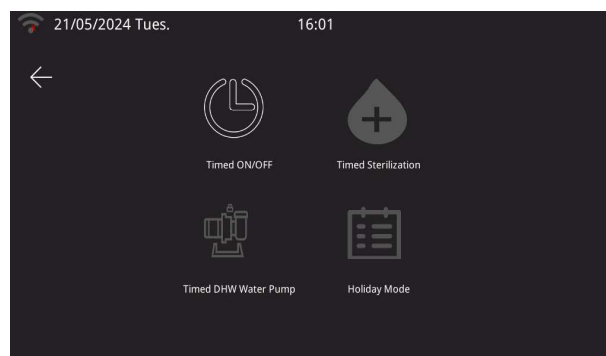 21/05/2024 Tues. 16:01
Timed ON/OFF Timed Sterilization
Timed DHW Water Pump Holiday Mode